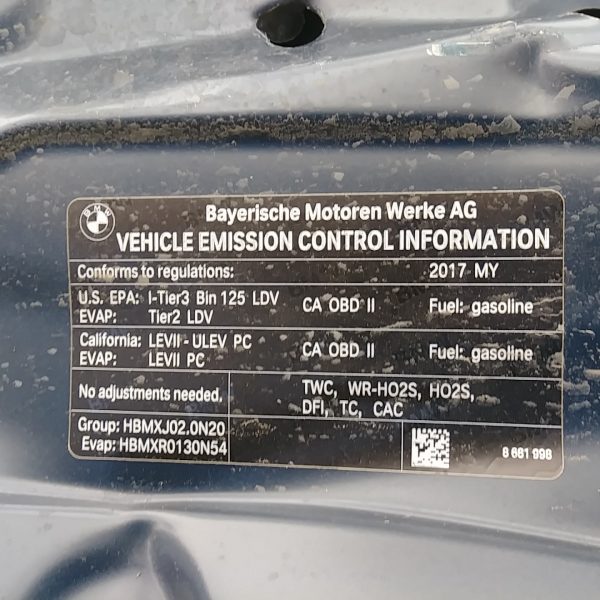 BMW
Bayerische Motoren Werke AG
VEHICLE EMISSION CONTROL INFORMATION
Conforms to regulations: 2017 MY
U.S. EPA: I-Tier3 Bin 125 LDV CA OBD II Fuel: gasoline
EVAP: Tier2 LDV
California: LEVII - ULEV PC CA OBD II Fuel: gasoline
EVAP: LEVII PC
No adjustments needed. TWC, WR-HO2S, HO2S,
DFI, TC, CAC
Group: HBMXJ02.0N20
Evap: HBMXR0130N54
8 681 998